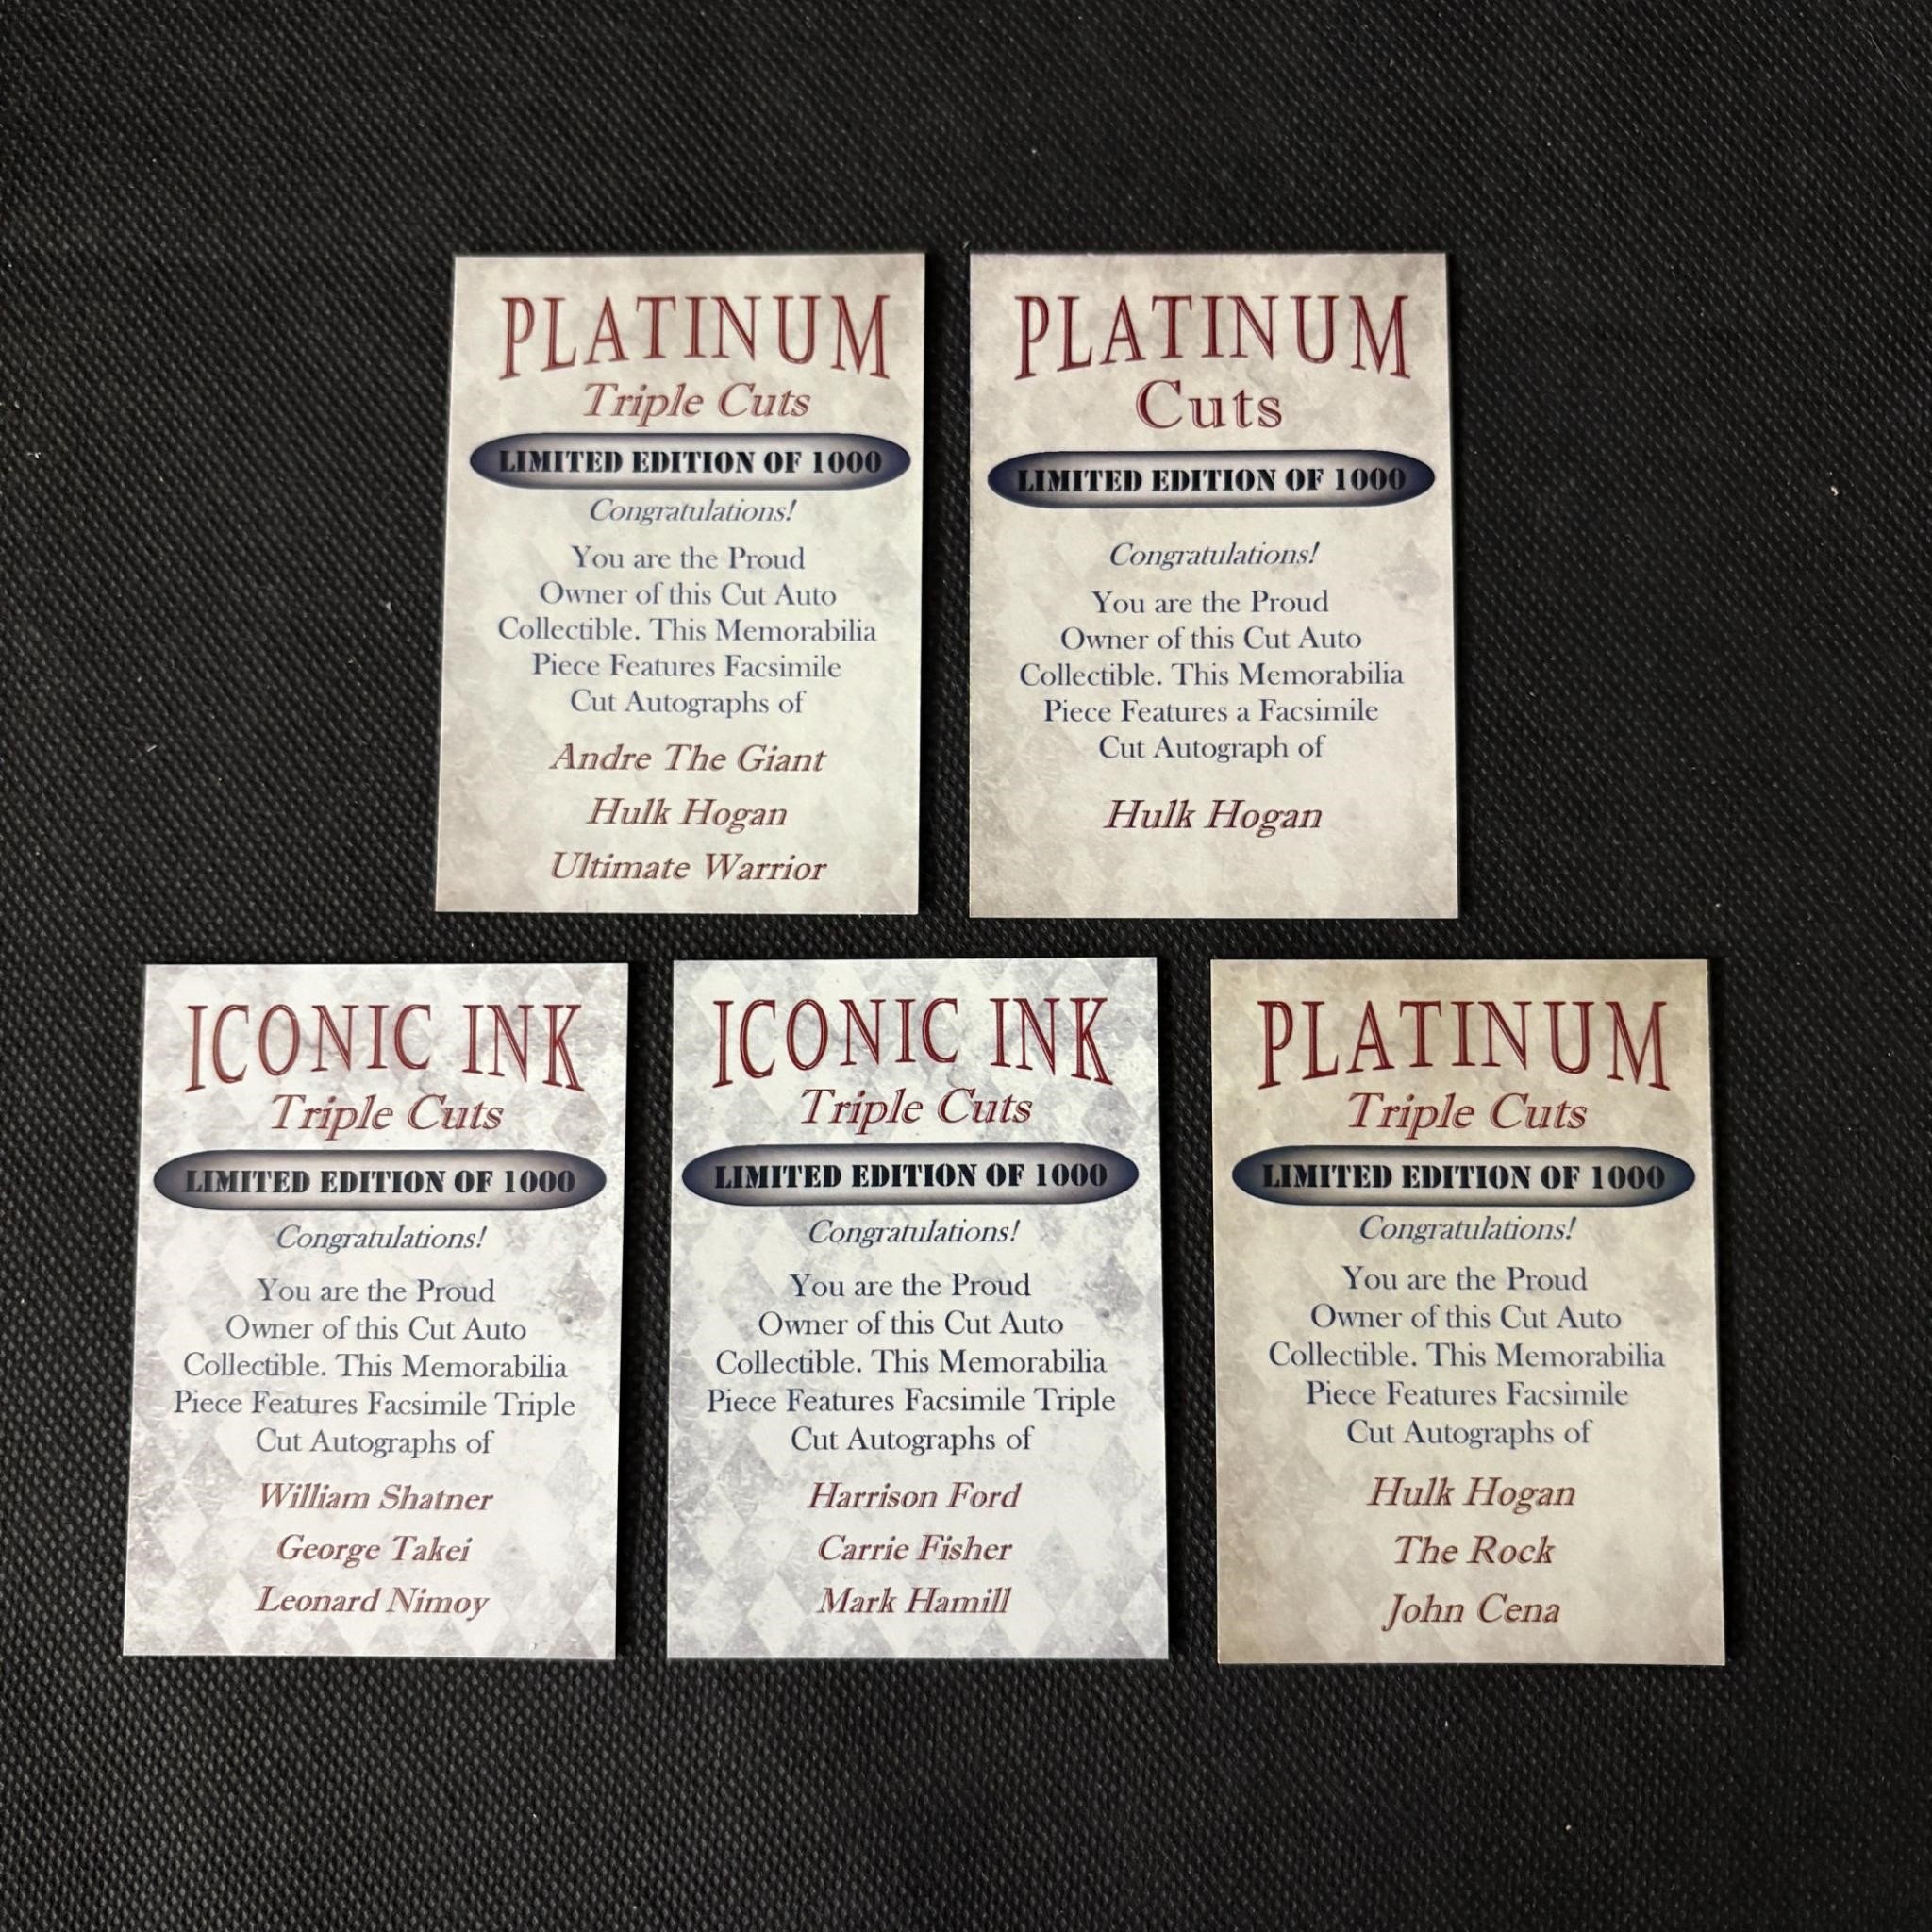 PLATINUM
Triple Cuts
LIMITED EDITION OF 1000
Congratulations!
You are the Proud
Owner of this Cut Auto
Collectible. This Memorabilia
Piece Features Facsimile
Cut Autographs of
Andre The Giant
Hulk Hogan
Ultimate Warrior
PLATINUM
Cuts
LIMITED EDITION OF 1000
Congratulations!
You are the Proud
Owner of this Cut Auto
Collectible. This Memorabilia
Piece Features a Facsimile
Cut Autograph of
Hulk Hogan
ICONIC INK
Triple Cuts
LIMITED EDITION OF 1000
Congratulations!
You are the Proud
Owner of this Cut Auto
Collectible. This Memorabilia
Piece Features Facsimile Triple
Cut Autographs of
William Shatner
George Takei
Leonard Nimoy
ICONIC INK
Triple Cuts
LIMITED EDITION OF 1000
Congratulations!
You are the Proud
Owner of this Cut Auto
Collectible. This Memorabilia
Piece Features Facsimile Triple
Cut Autographs of
Harrison Ford
Carrie Fisher
Mark Hamill
PLATINUM
Triple Cuts
LIMITED EDITION OF 1000
Congratulations!
You are the Proud
Owner of this Cut Auto
Collectible. This Memorabilia
Piece Features Facsimile
Cut Autographs of
Hulk Hogan
The Rock
John Cena